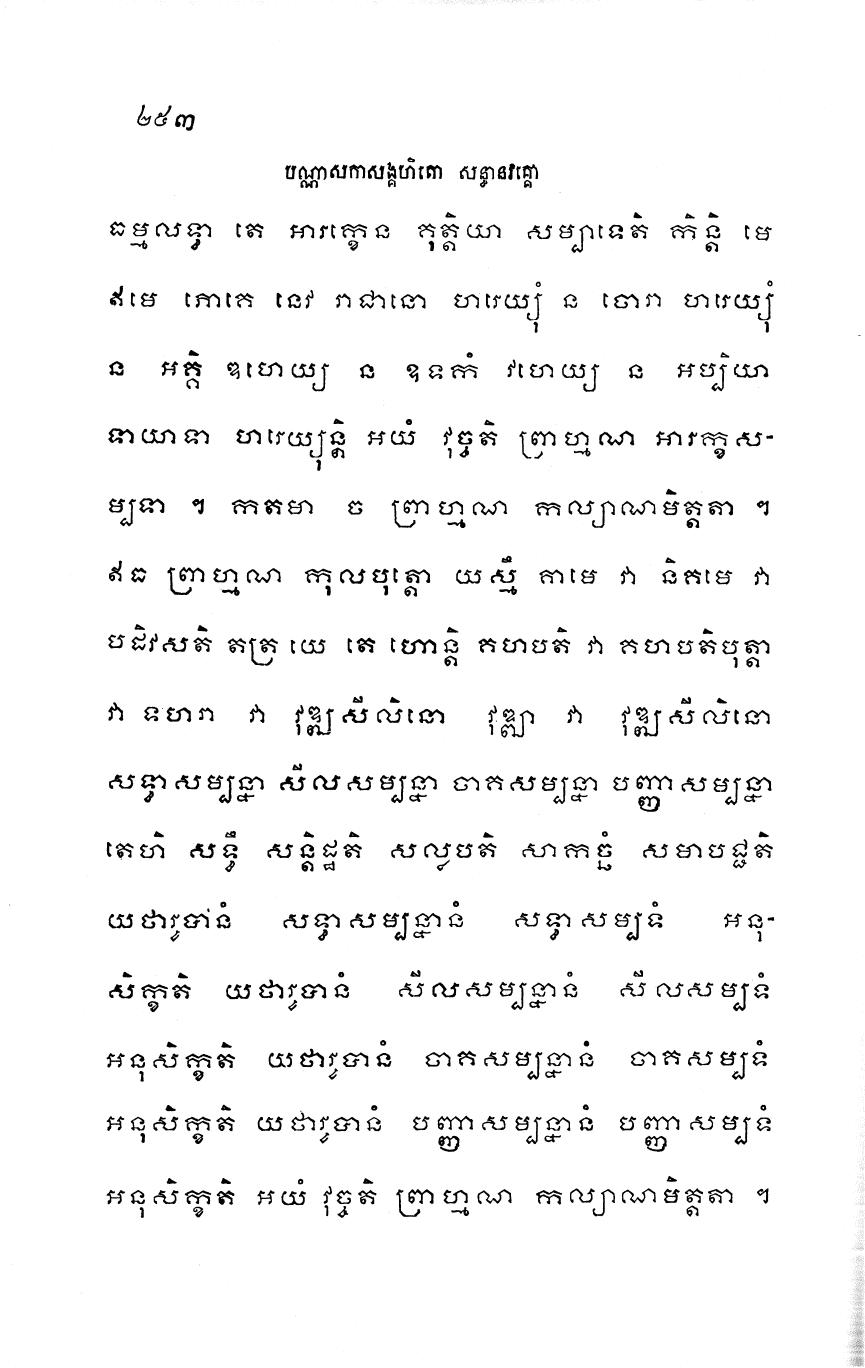 ២៥៣
បណ្ណាសកាសង្គហិតោ សន្ធានវគ្គោ
ធម្មលទ្ធា តេ អារក្ខេន គុត្តិយា សម្បាទេតិ កិន្តិ មេ
ឥមេ ភោគេ នេវ រាជានោ ហរេយ្យុំ ន ចោរា ហរេយ្យុំ
ន អគ្គិ ឌហេយ្យ ន ឧទកំ វហេយ្យ ន អប្បិយា
ទាយាទា ហរេយ្យុន្តិ អយំ វុច្ចតិ ព្រាហ្មណ អារក្ខស-
ម្បទា ។ កតមា ច ព្រាហ្មណ កល្យាណមិត្តតា ។
ឥធ ព្រាហ្មណ កុលបុត្តោ យស្មឹ គាមេ វា និគមេ វា
បដិវសតិ តត្រ យេ តេ ហោន្តិ គហបតិ វា គហបតិបុត្តា
វា ទហរា វា វុឌ្ឍសីលិនោ វុឌ្ឍា វា វុឌ្ឍសីលិនោ
សទ្ធាសម្បន្នា សីលសម្បន្នា ចាគសម្បន្នា បញ្ញាសម្បន្នា
តេហិ សទ្ធឹ សន្តិដ្ឋតិ សល្លបតិ សាកច្ឆំ សមាបជ្ជតិ
យថារូបានំ សទ្ធាសម្បន្នានំ សទ្ធាសម្បទំ អនុ-
សិក្ខតិ យថារូបានំ សីលសម្បន្នានំ សីលសម្បទំ
អនុសិក្ខតិ យថារូបានំ ចាគសម្បន្នានំ ចាគសម្បទំ
អនុសិក្ខតិ យថារូបានំ បញ្ញាសម្បន្នានំ បញ្ញាសម្បទំ
អនុសិក្ខតិ អយំ វុច្ចតិ ព្រាហ្មណ កល្យាណមិត្តតា ។